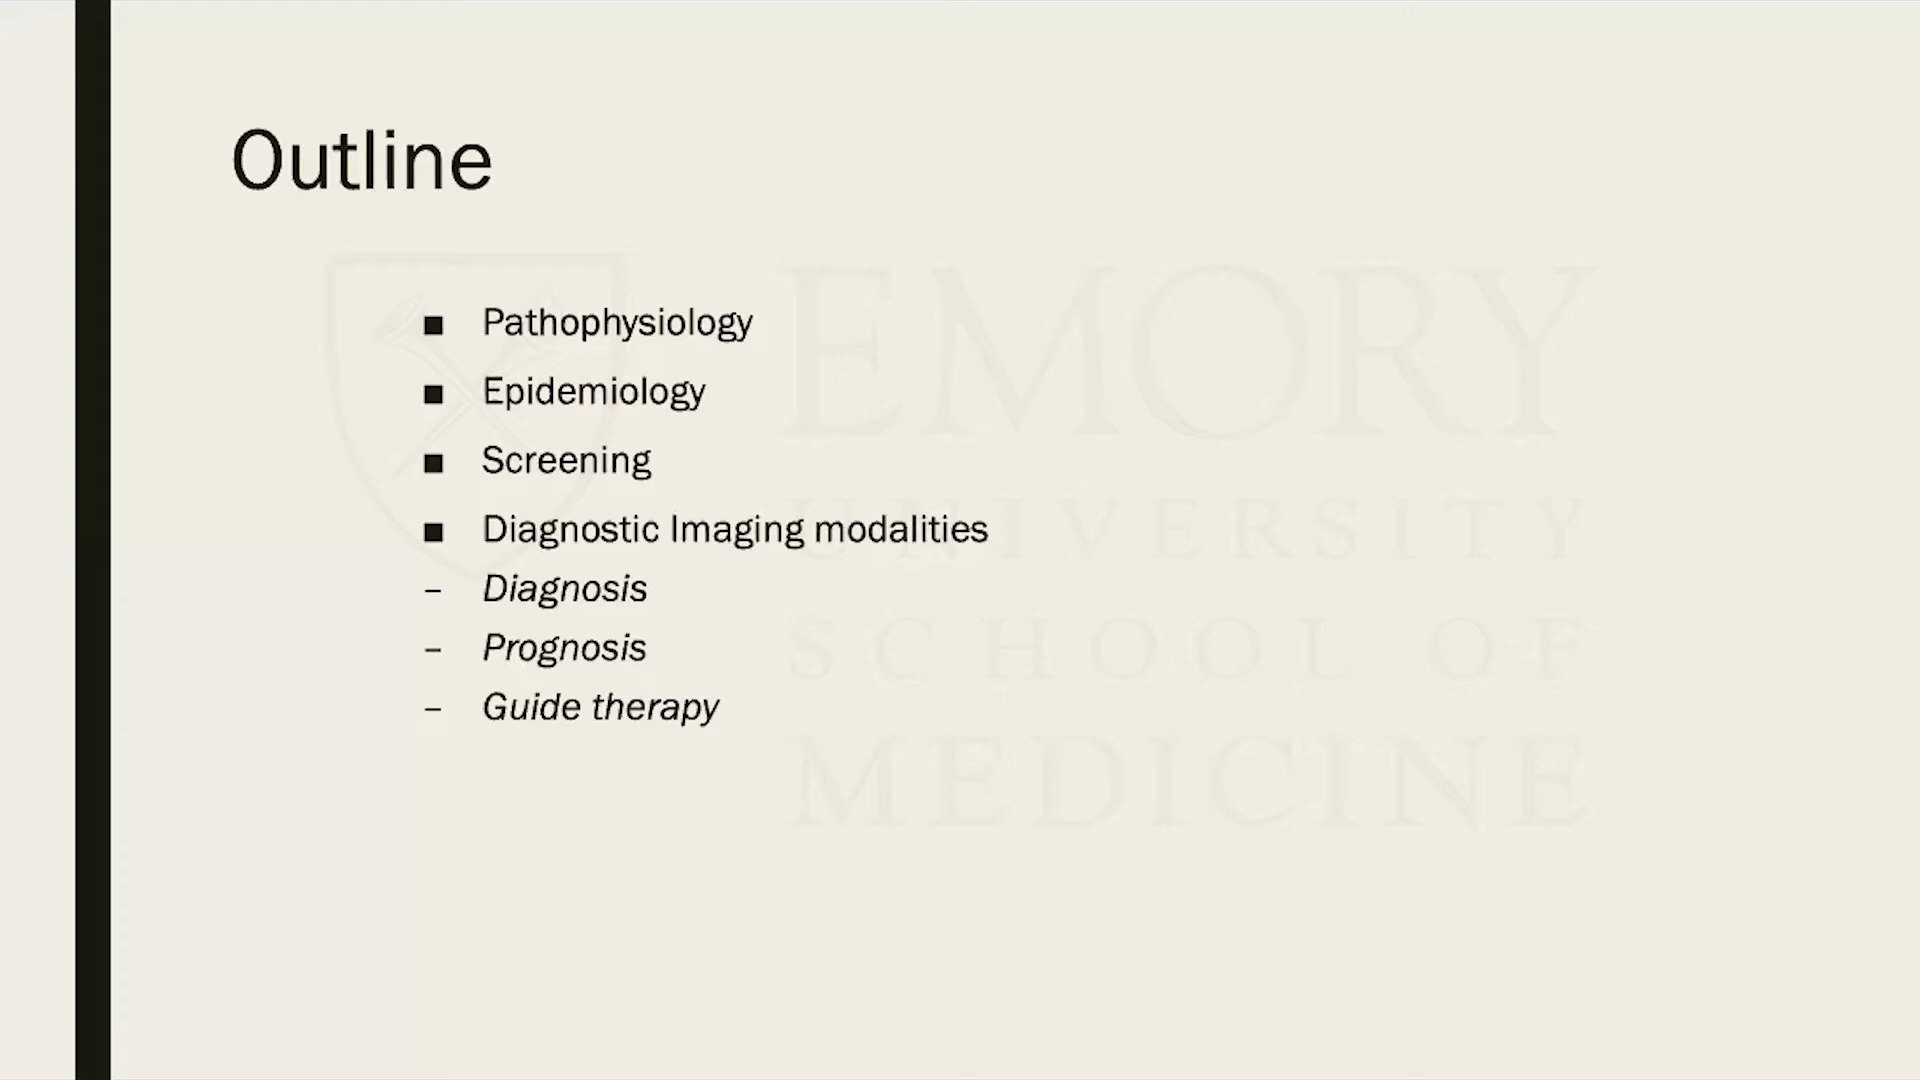 Outline
■ Pathophysiology
■ Epidemiology
■ Screening
■ Diagnostic Imaging modalities
– Diagnosis
– Prognosis
– Guide therapy
EMORY
UNIVERSITY
SCHOOL OF
MEDICINE